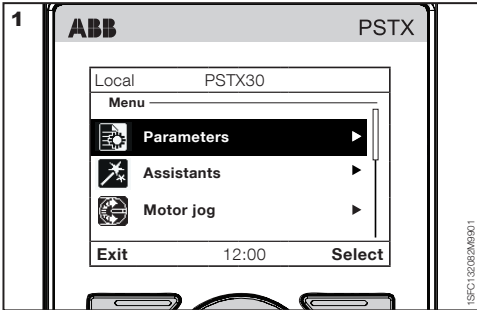 1
ABB PSTX
Local PSTX30
Menu
Parameters
Assistants
Motor jog
Exit 12:00 Select
1SFC132082M9901